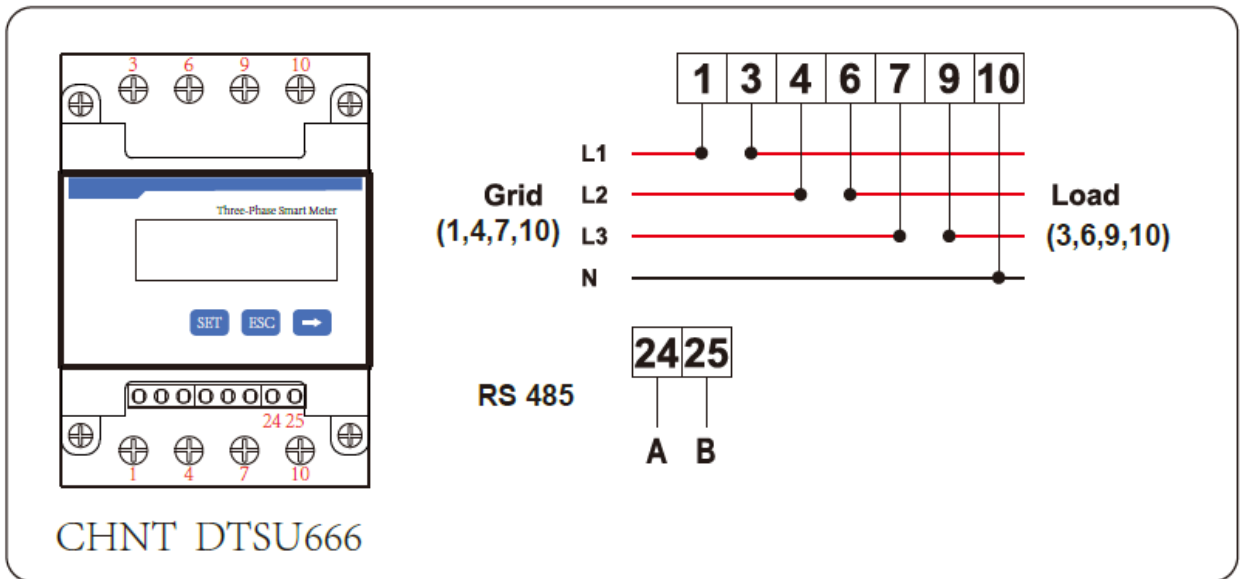 3 6 9 10
Three-Phase Smart Meter
SET ESC
24 25
1 4 7 10
CHNT DTSU666
1 3 4 6 7 9 10
L1
Grid L2 Load
(1,4,7,10) L3 (3,6,9,10)
N
24 25
RS 485
A B